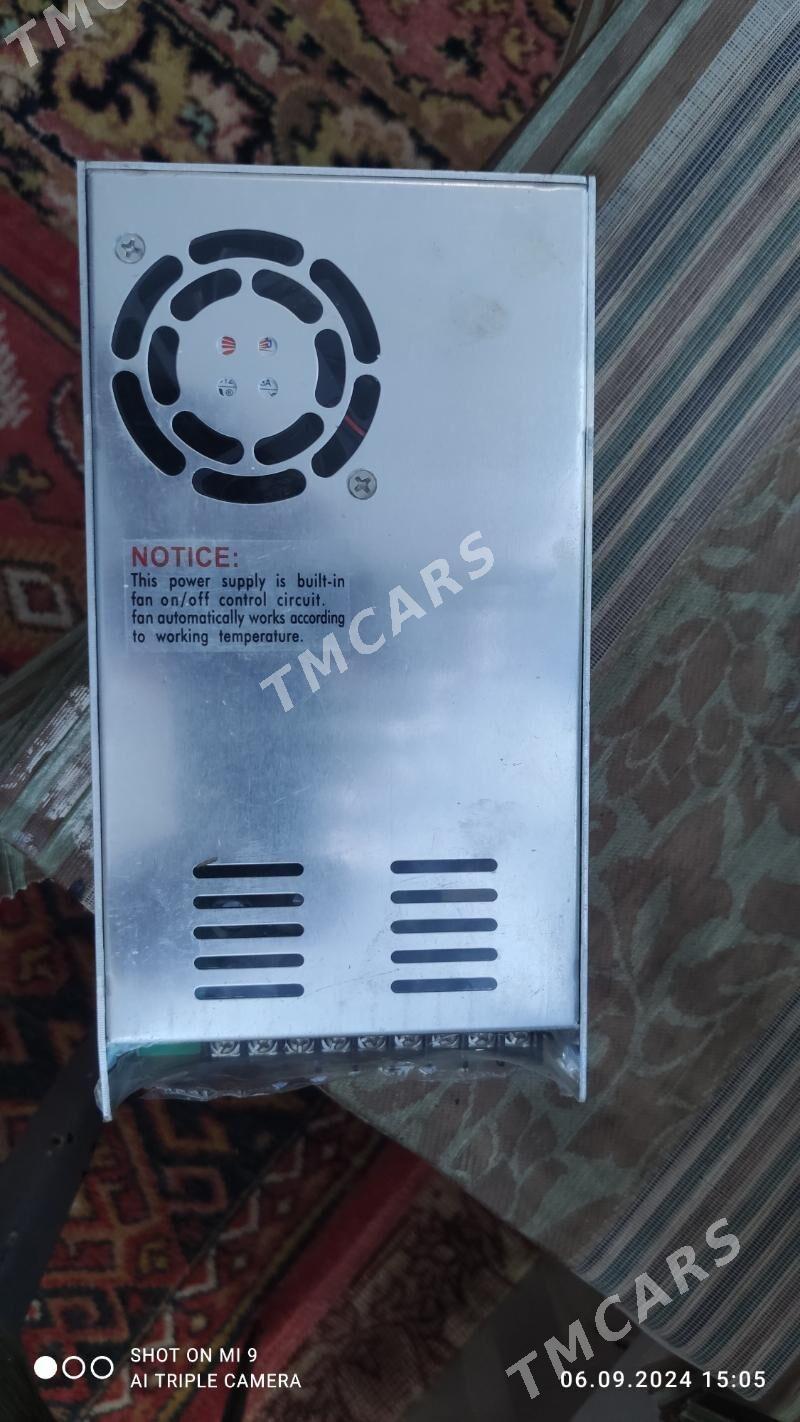 TMCARS
NOTICE:
This power supply is built-in
fan on/off control circuit.
fan automatically works according
to working temperature.
TMCARS
TMCARS
SHOT ON MI 9
AI TRIPLE CAMERA
06.09.2024 15:05